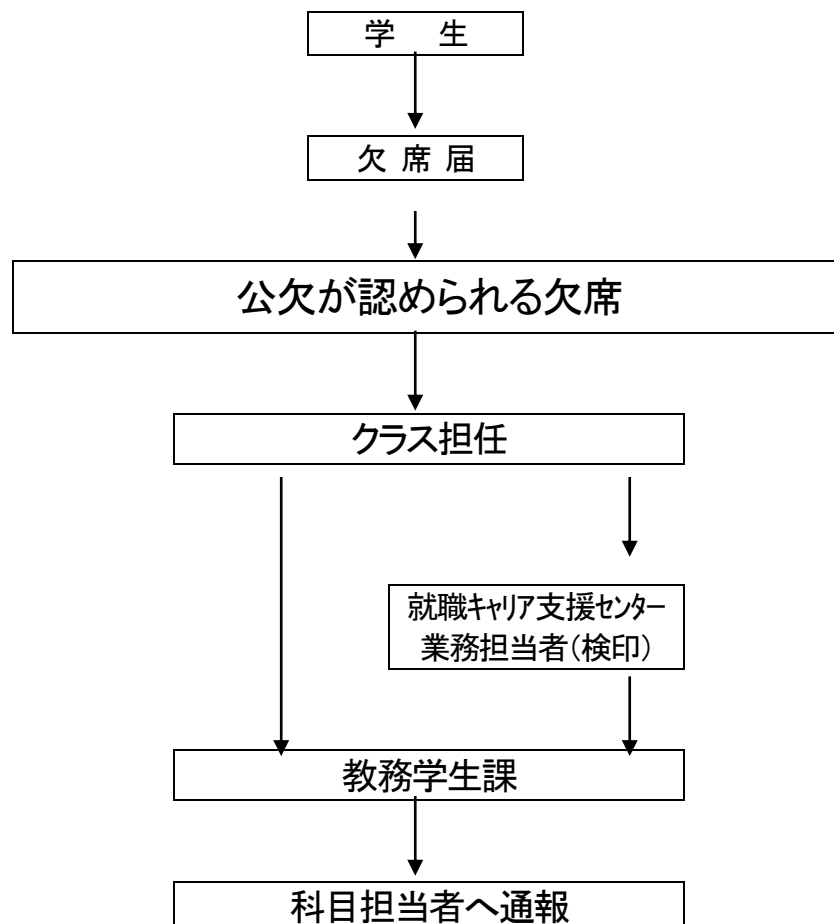 学　生
欠 席 届
公欠が認められる欠席
クラス担任
就職キャリア支援センター
業務担当者（検印）
教務学生課
科目担当者へ通報